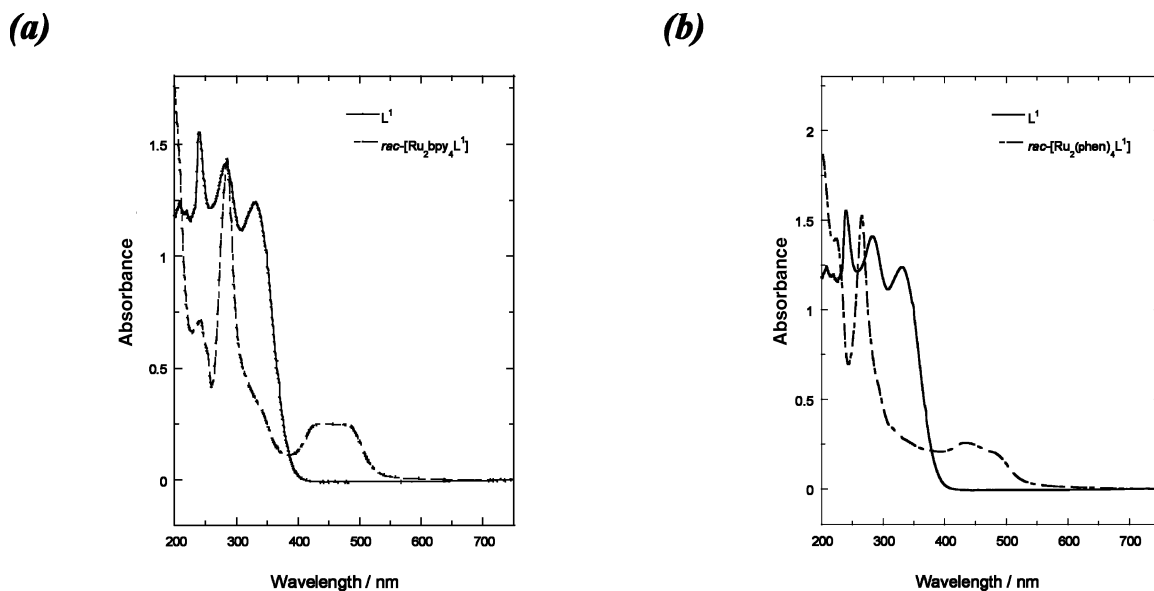 (a)
(b)
L¹
rac-[Ru₂bpy₄L¹]
1.5
1
0.5
0
Absorbance
200 300 400 500 600 700
Wavelength / nm
L¹
rac-[Ru₂(phen)₄L¹]
2
1.5
1
0.5
0
Absorbance
200 300 400 500 600 700
Wavelength / nm